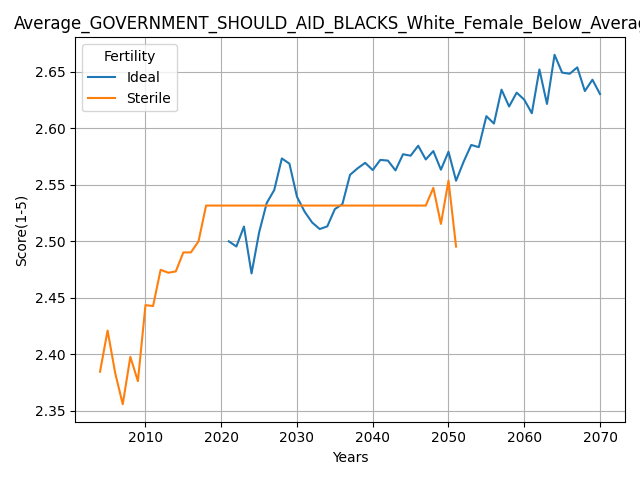 Average_GOVERNMENT_SHOULD_AID_BLACKS_White_Female_Below_Averag
Fertility
Ideal
Sterile
Score(1-5)
2.65
2.60
2.55
2.50
2.45
2.40
2.35
2010 2020 2030 2040 2050 2060 2070
Years